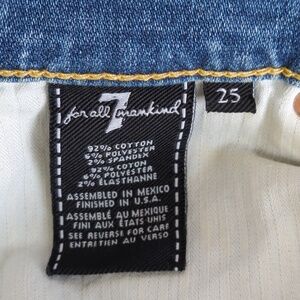 7
for all mankind
25
92% COTTON
6% POLYESTER
2% SPANDEX
92% COTON
6% POLYESTER
2% ÉLASTHANNE
ASSEMBLED IN MEXICO
FINISHED IN U.S.A.
ASSEMBLÉ AU MEXIQUE
FINI AUX ÉTATS UNIS
SEE REVERSE FOR CARE
ENTRETIEN AU VERSO